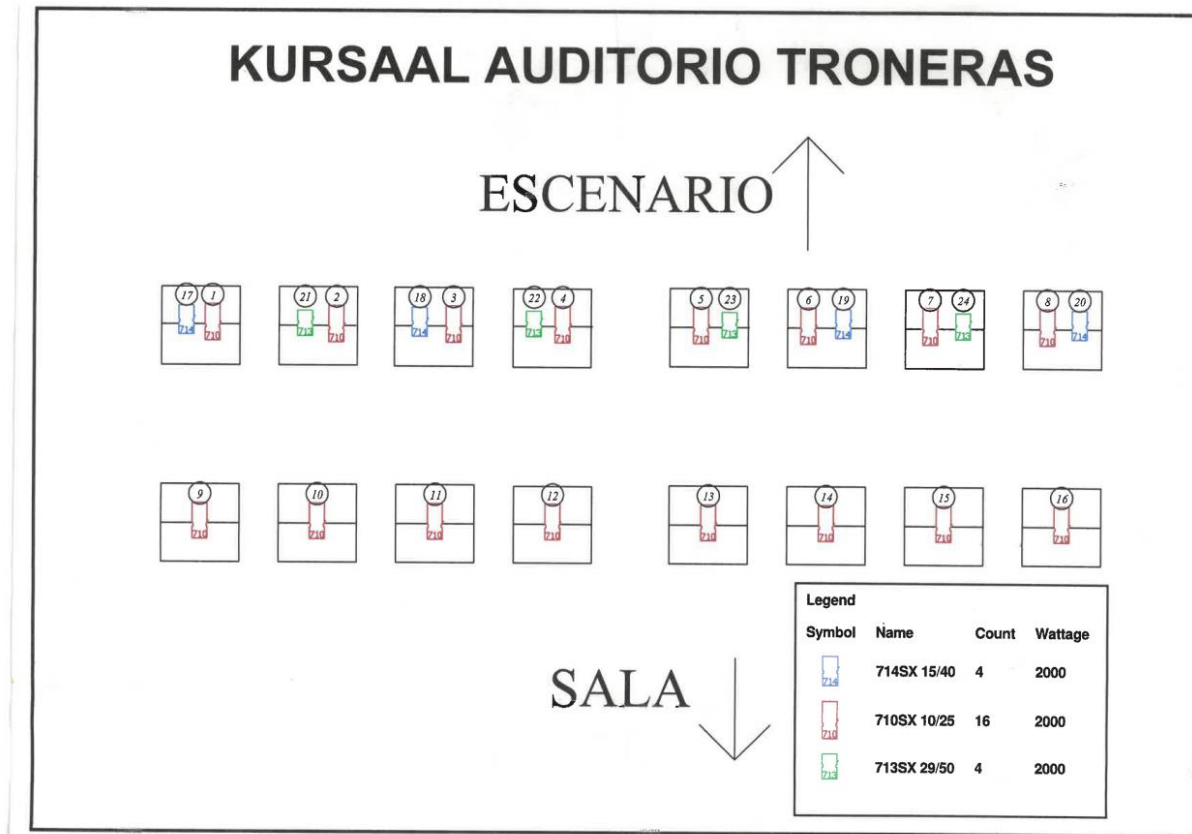 KURSAAL AUDITORIO TRONERAS
ESCENARIO
17 1 21 2 18 3 22 4 5 23 6 19 7 24 8 20
714 710 713 710 714 710 713 710 710 713 710 714 710 713 710 714
9 10 11 12 13 14 15 16
710 710 710 710 710 710 710 710
SALA
Legend
Symbol Name Count Wattage
714 714SX 15/40 4 2000
710 710SX 10/25 16 2000
713 713SX 29/50 4 2000